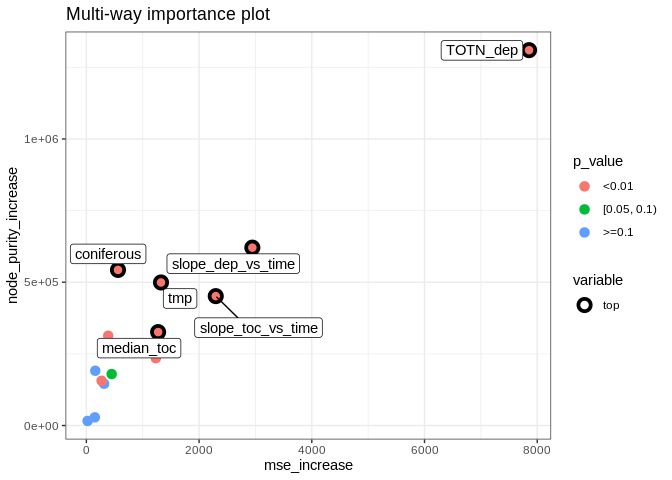 Multi-way importance plot
node_purity_increase
1e+06
5e+05
0e+00
TOTN_dep
coniferous
slope_dep_vs_time
tmp
slope_toc_vs_time
median_toc
0
2000
4000
6000
8000
mse_increase
p_value
<0.01
[0.05, 0.1)
>=0.1
variable
top